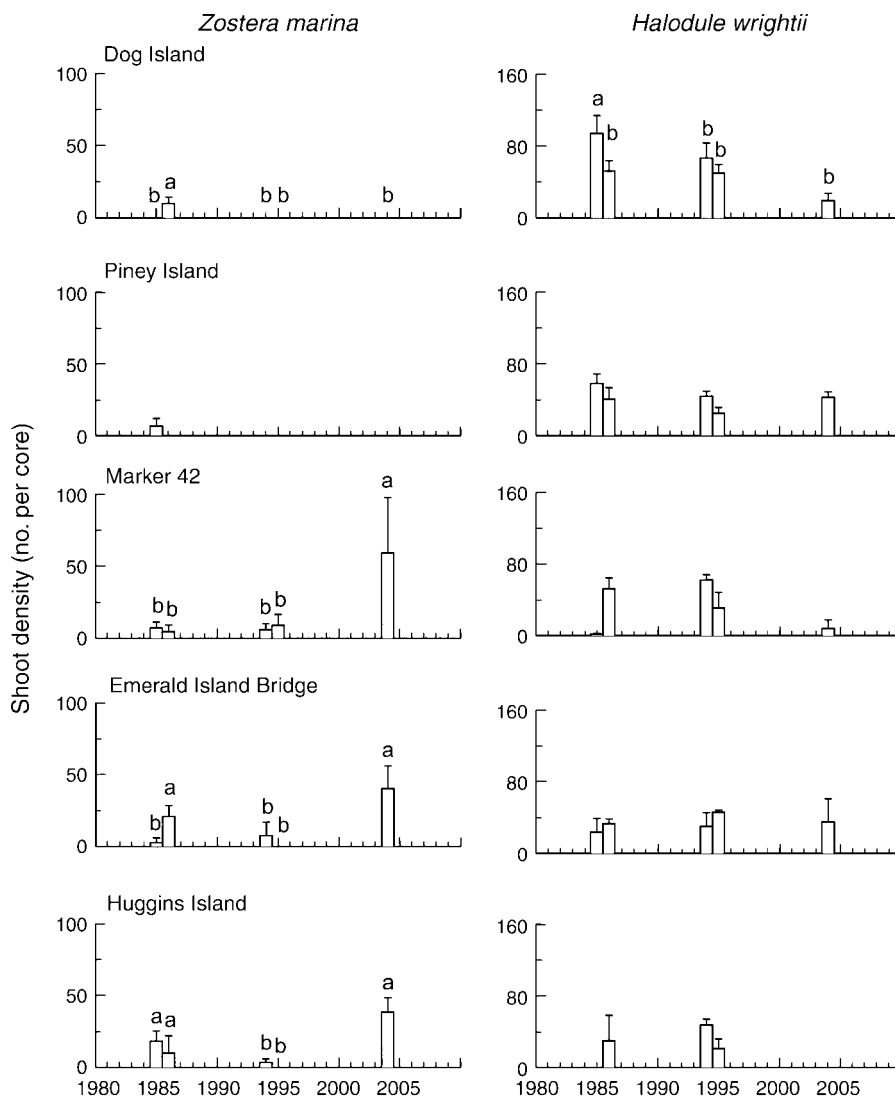 Zostera marina
Halodule wrightii
Shoot density (no. per core)
Dog Island
100
50
0
b a b b b
160
80
0
a b b b b
Piney Island
100
50
0
160
80
0
Marker 42
100
50
0
b b b b a
160
80
0
Emerald Island Bridge
100
50
0
b a b b a
160
80
0
Huggins Island
100
50
0
a a b b a
160
80
0
1980 1985 1990 1995 2000 2005
1980 1985 1990 1995 2000 2005